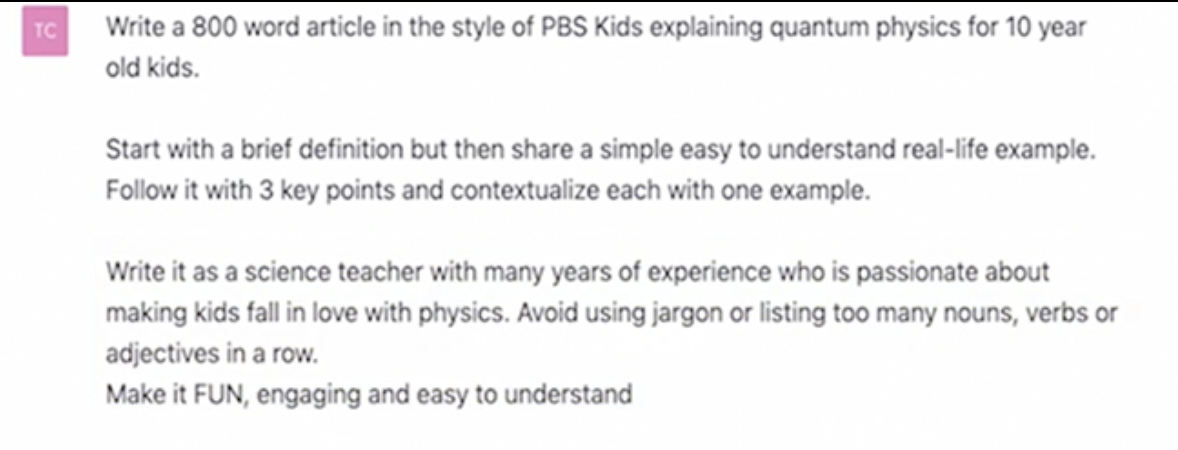 TC
Write a 800 word article in the style of PBS Kids explaining quantum physics for 10 year
old kids.
Start with a brief definition but then share a simple easy to understand real-life example.
Follow it with 3 key points and contextualize each with one example.
Write it as a science teacher with many years of experience who is passionate about
making kids fall in love with physics. Avoid using jargon or listing too many nouns, verbs or
adjectives in a row.
Make it FUN, engaging and easy to understand